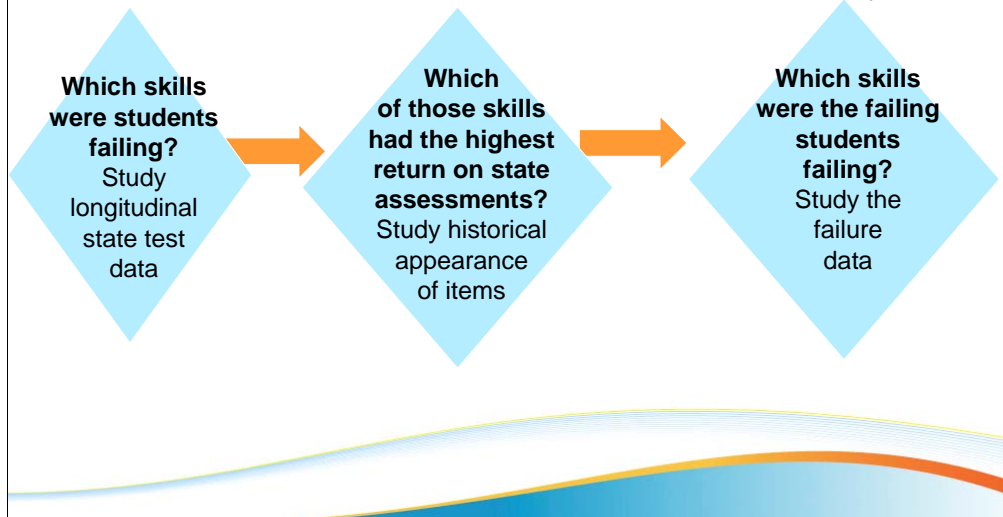 Which skills
were students
failing?
Study
longitudinal
state test
data
Which
of those skills
had the highest
return on state
assessments?
Study historical
appearance
of items
Which skills
were the failing
students
failing?
Study the
failure
data